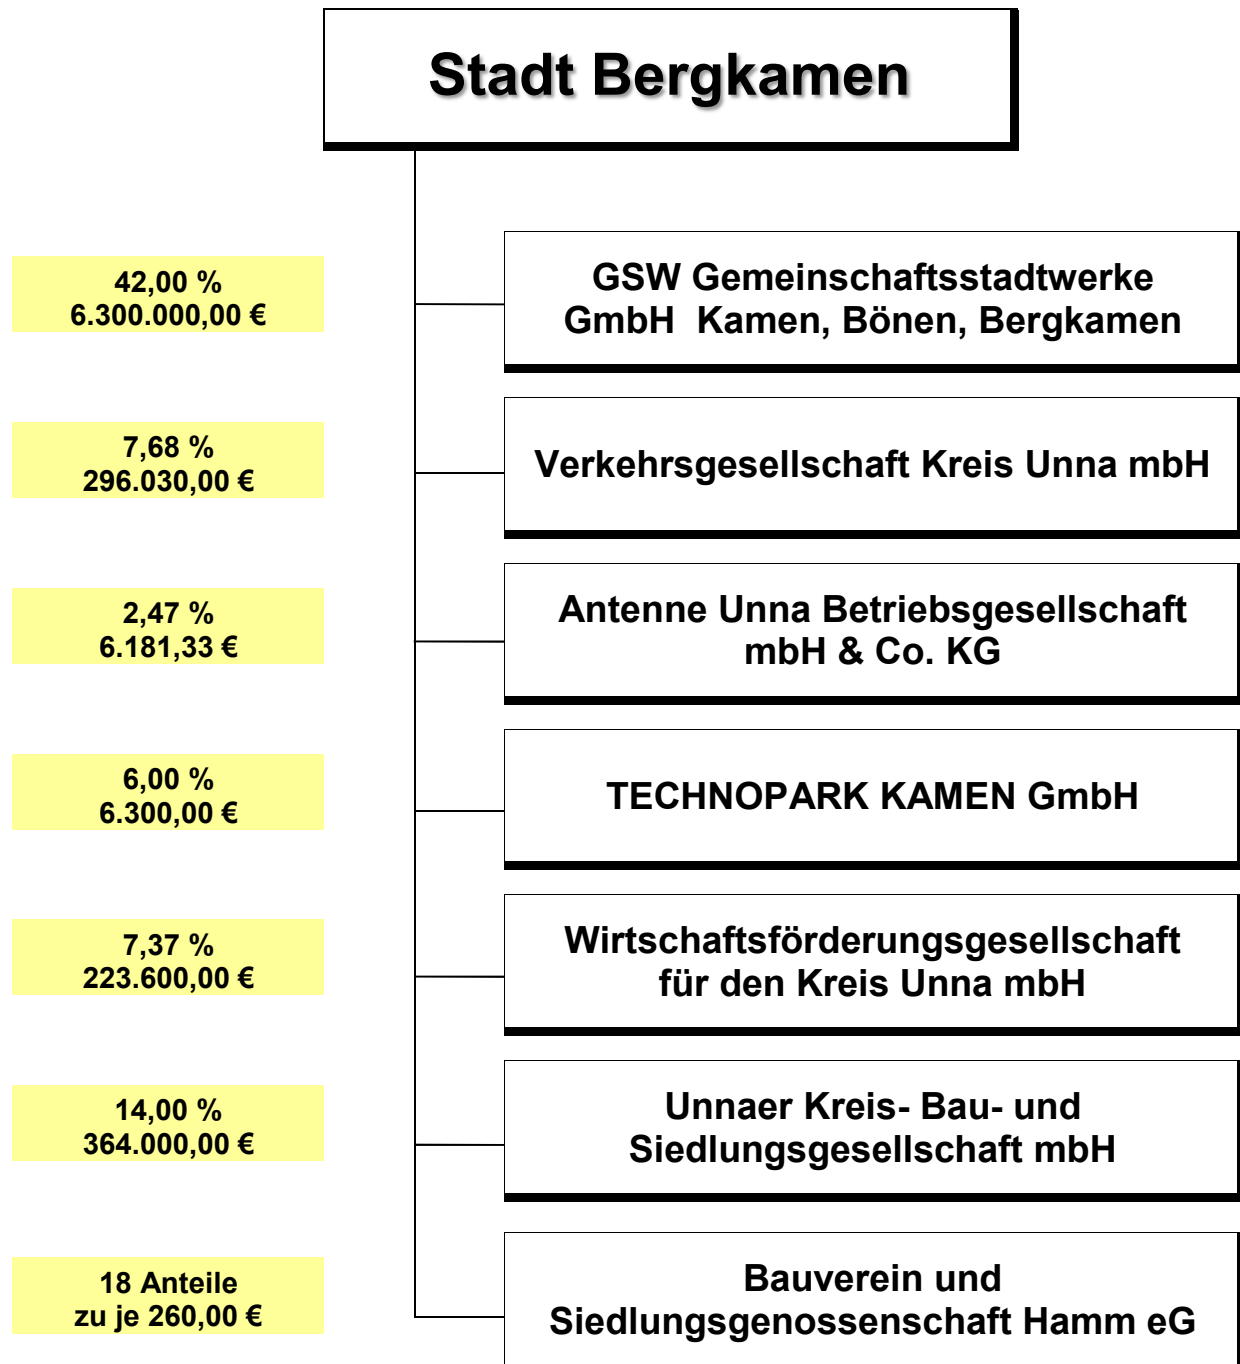 Stadt Bergkamen
42,00 %
6.300.000,00 €
GSW Gemeinschaftsstadtwerke
GmbH Kamen, Bönen, Bergkamen
7,68 %
296.030,00 €
Verkehrsgesellschaft Kreis Unna mbH
2,47 %
6.181,33 €
Antenne Unna Betriebsgesellschaft
mbH & Co. KG
6,00 %
6.300,00 €
TECHNOPARK KAMEN GmbH
7,37 %
223.600,00 €
Wirtschaftsförderungsgesellschaft
für den Kreis Unna mbH
14,00 %
364.000,00 €
Unnaer Kreis- Bau- und
Siedlungsgesellschaft mbH
18 Anteile
zu je 260,00 €
Bauverein und
Siedlungsgenossenschaft Hamm eG